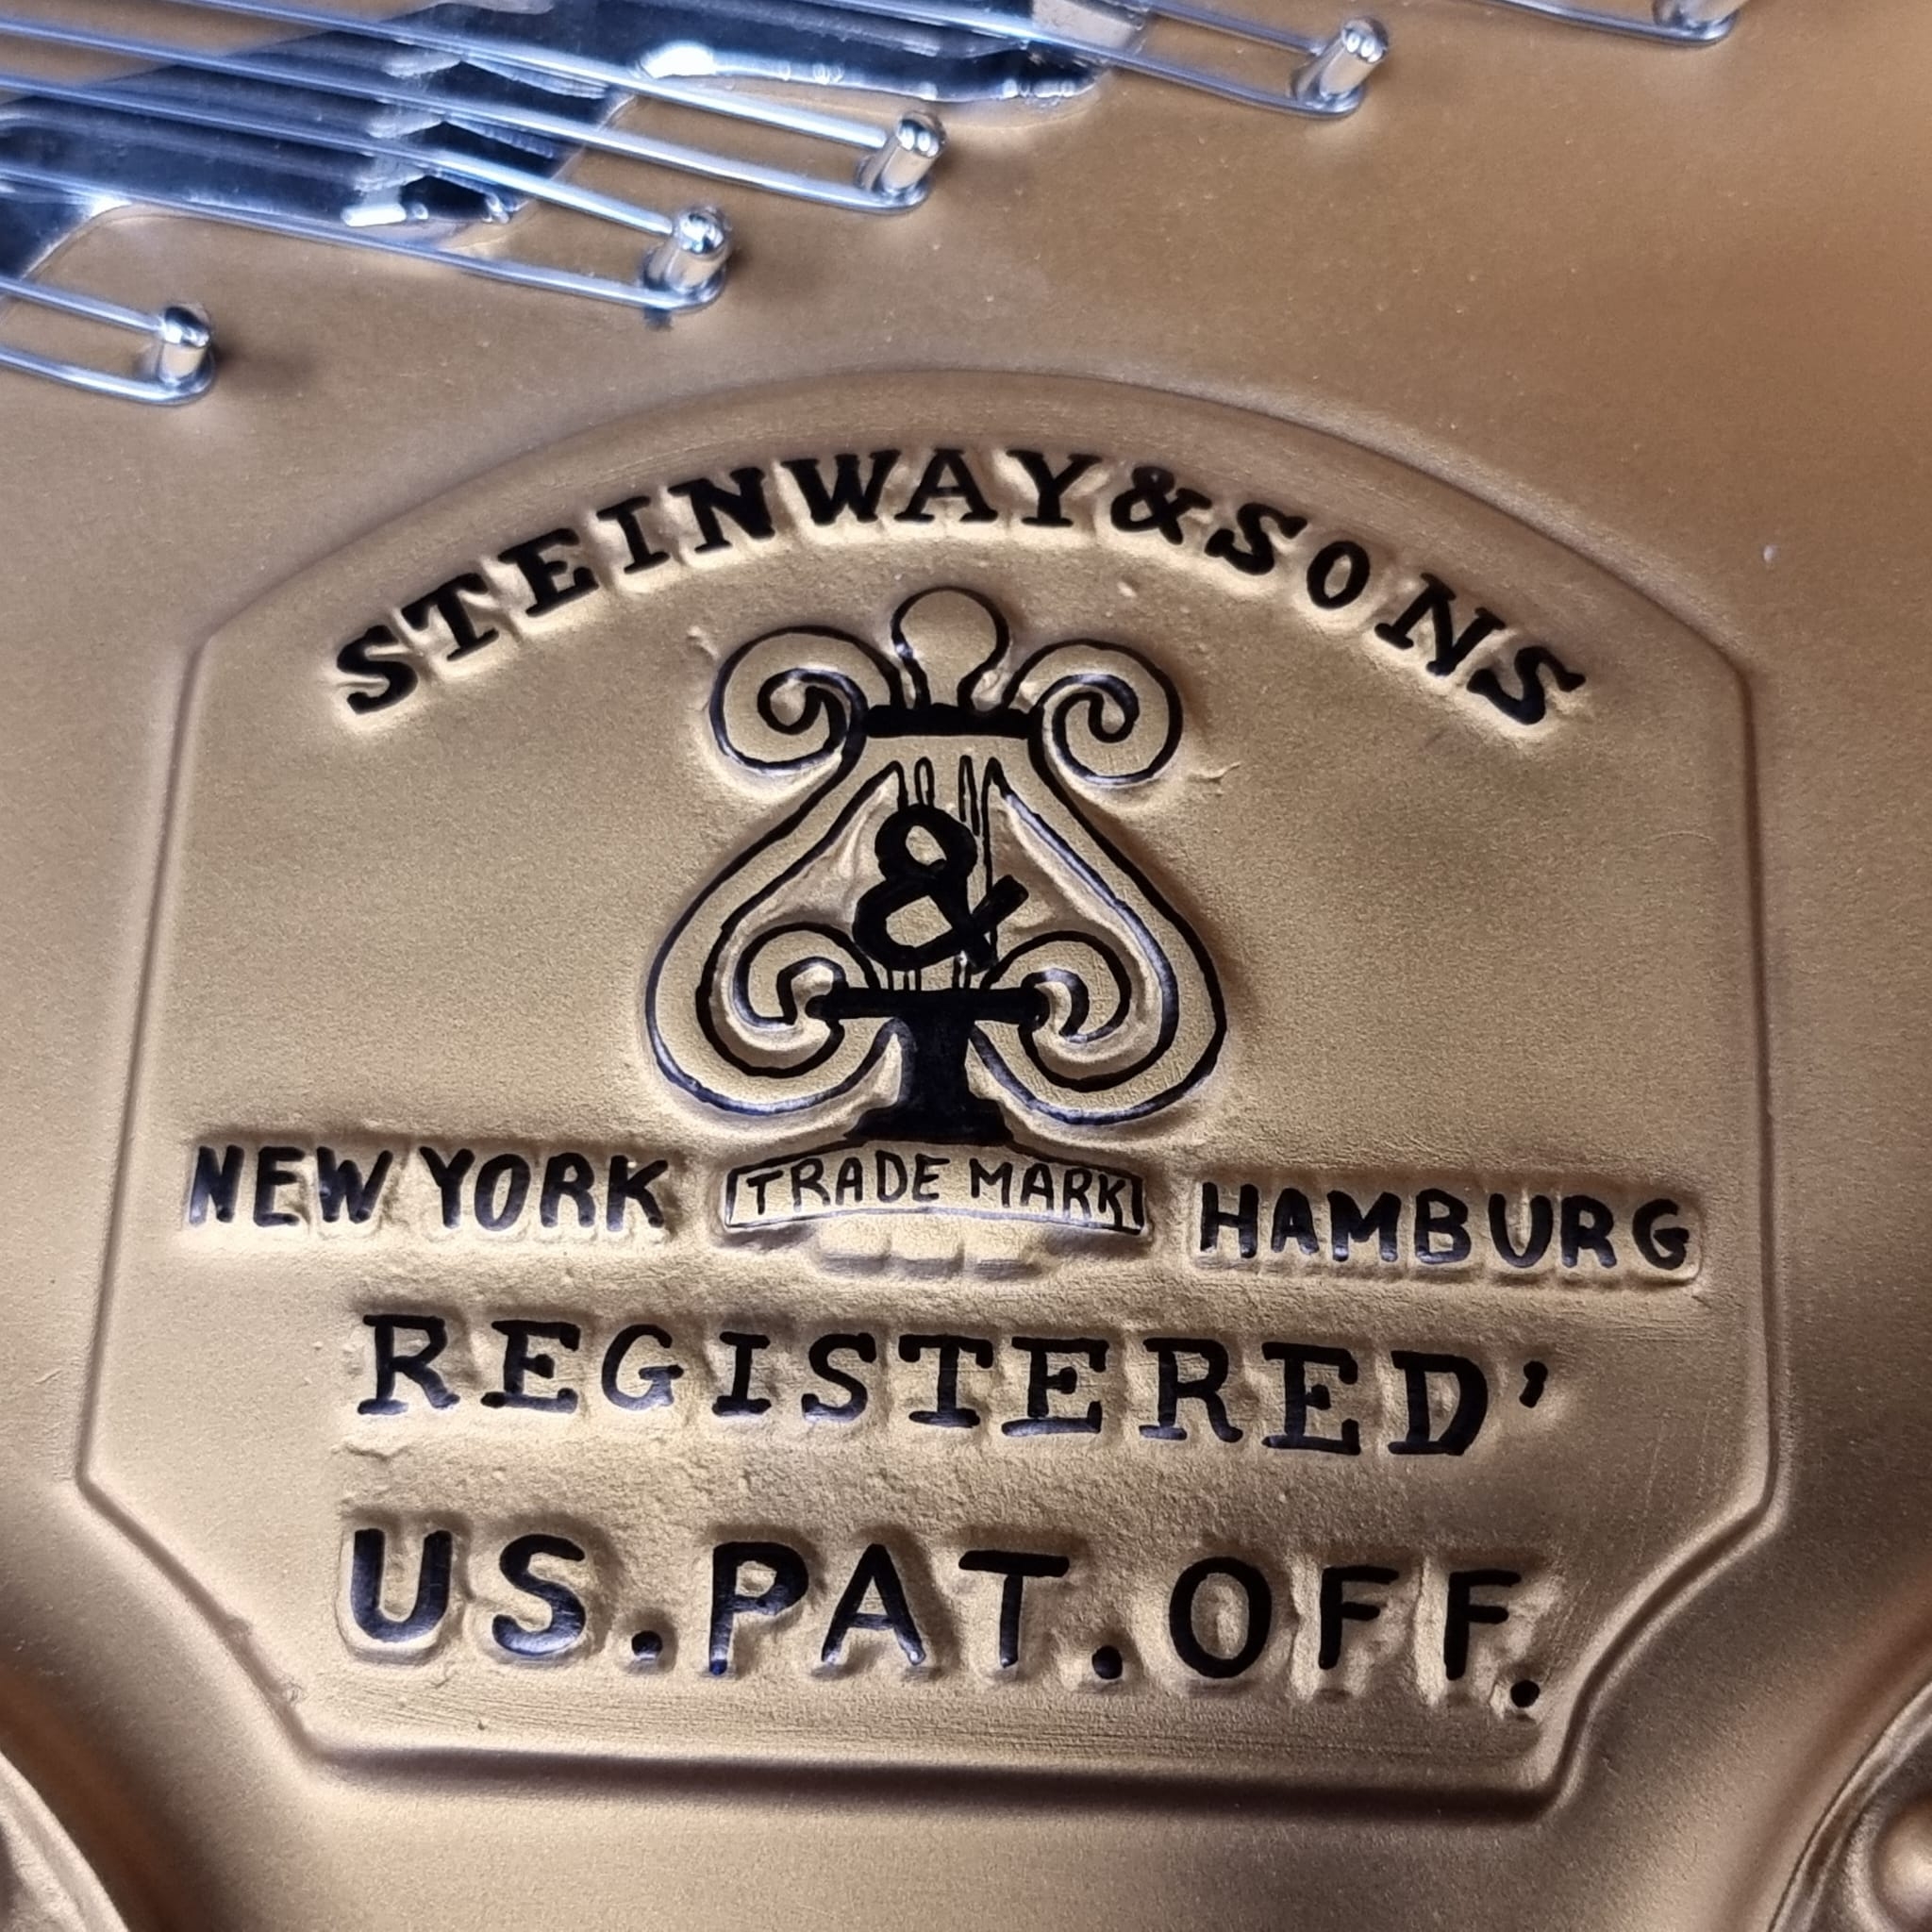 STEINWAY&SONS
&
NEW YORK TRADE MARK HAMBURG
REGISTERED'
US.PAT.OFF.